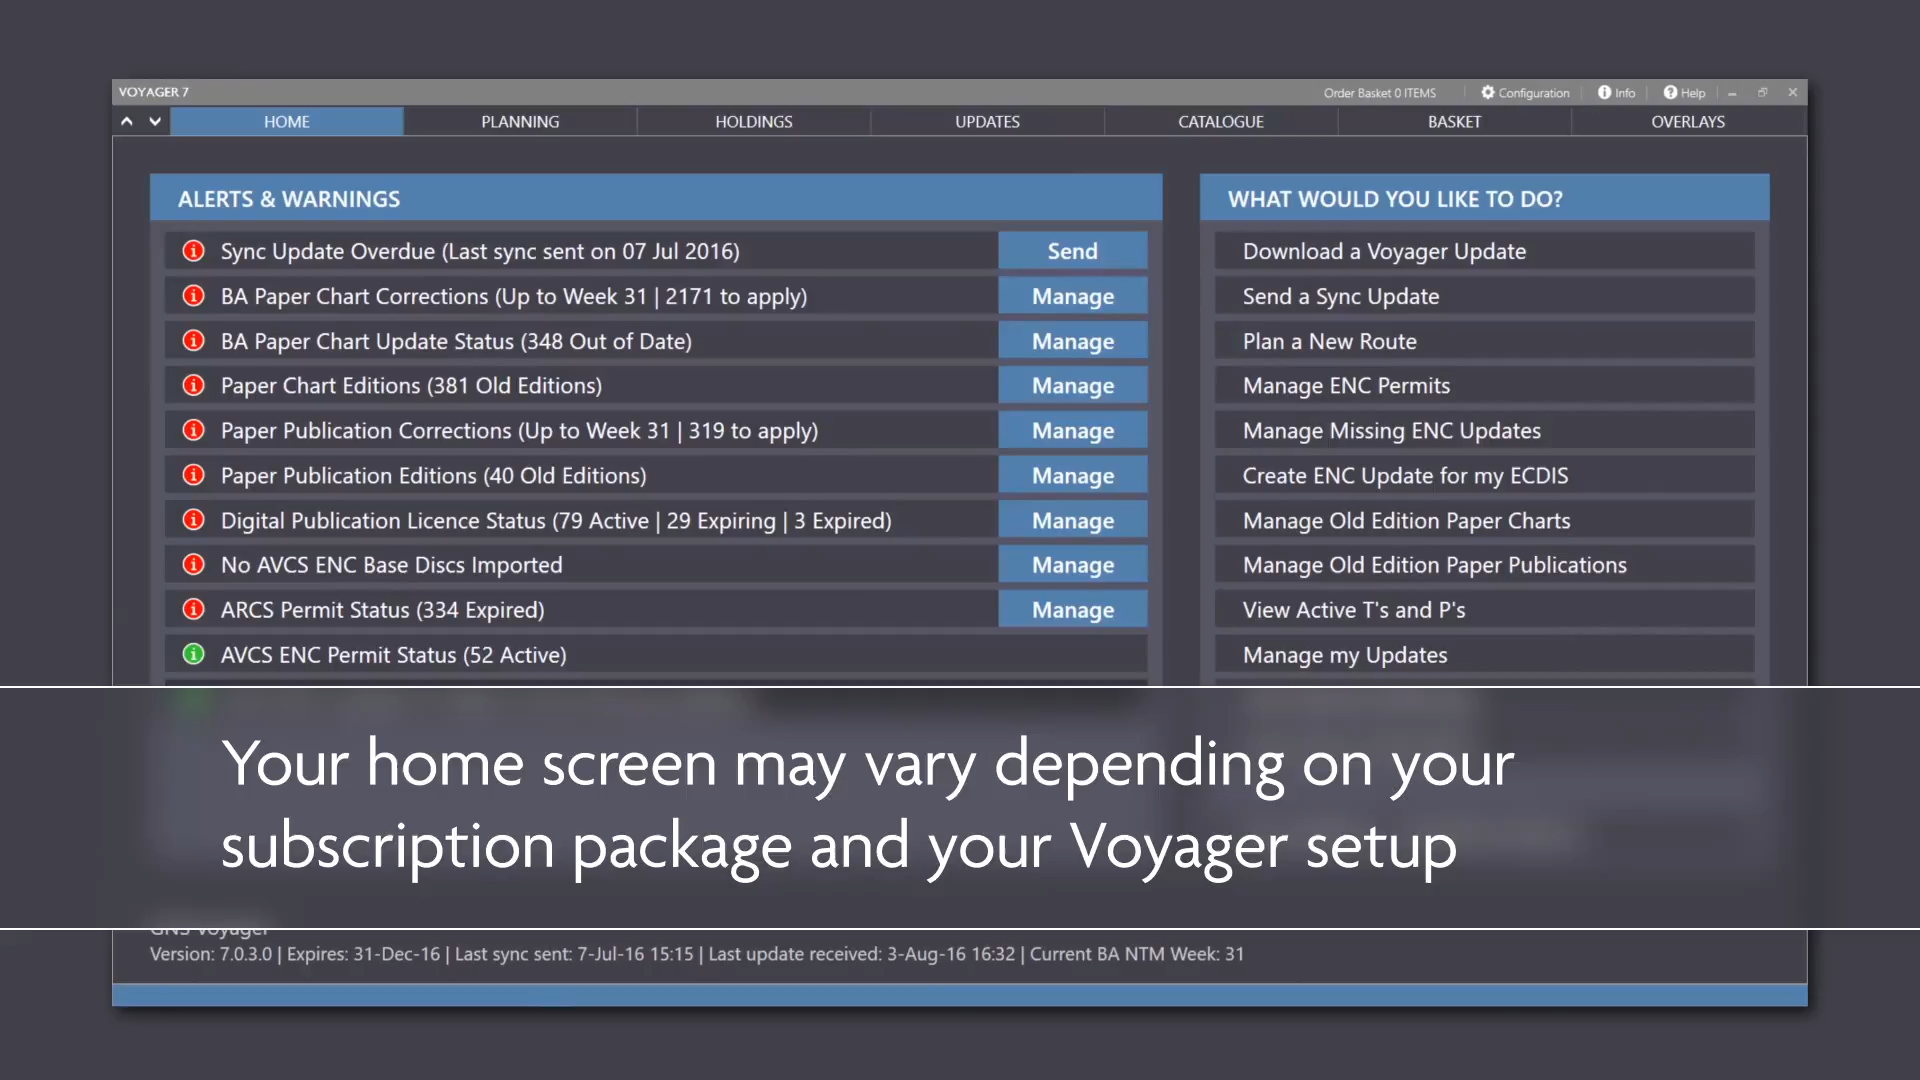 VOYAGER 7
Order Basket 0 ITEMS
Configuration
Info
Help
HOME
PLANNING
HOLDINGS
UPDATES
CATALOGUE
BASKET
OVERLAYS
ALERTS & WARNINGS
Sync Update Overdue (Last sync sent on 07 Jul 2016)
Send
BA Paper Chart Corrections (Up to Week 31 | 2171 to apply)
Manage
BA Paper Chart Update Status (348 Out of Date)
Manage
Paper Chart Editions (381 Old Editions)
Manage
Paper Publication Corrections (Up to Week 31 | 319 to apply)
Manage
Paper Publication Editions (40 Old Editions)
Manage
Digital Publication Licence Status (79 Active | 29 Expiring | 3 Expired)
Manage
No AVCS ENC Base Discs Imported
Manage
ARCS Permit Status (334 Expired)
Manage
AVCS ENC Permit Status (52 Active)
WHAT WOULD YOU LIKE TO DO?
Download a Voyager Update
Send a Sync Update
Plan a New Route
Manage ENC Permits
Manage Missing ENC Updates
Create ENC Update for my ECDIS
Manage Old Edition Paper Charts
Manage Old Edition Paper Publications
View Active T's and P's
Manage my Updates
Your home screen may vary depending on your
subscription package and your Voyager setup
GNS Voyager
Version: 7.0.3.0 | Expires: 31-Dec-16 | Last sync sent: 7-Jul-16 15:15 | Last update received: 3-Aug-16 16:32 | Current BA NTM Week: 31